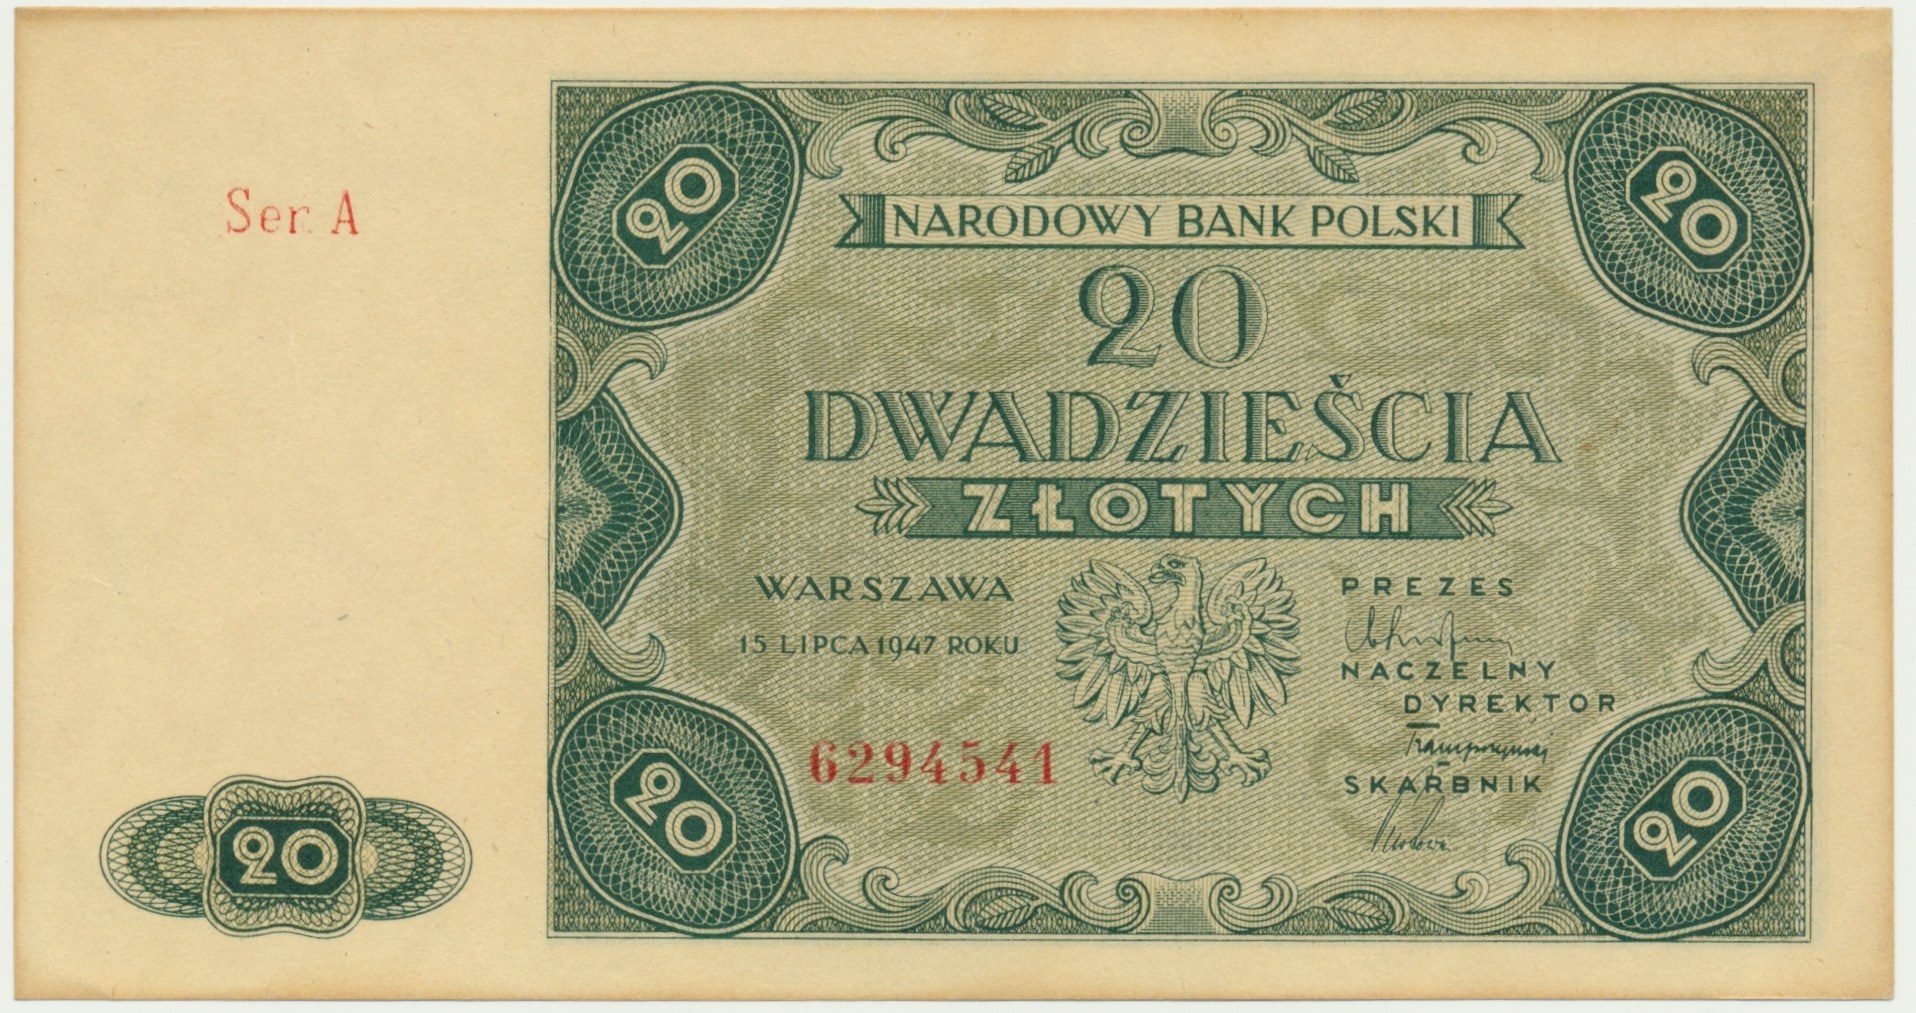 Ser. A
20
20
NARODOWY BANK POLSKI
20
DWADZIEŚCIA
ZŁOTYCH
WARSZAWA
15 LIPCA 1947 ROKU
PREZES
NACZELNY
DYREKTOR
SKARBNIK
6294541
20
20
20